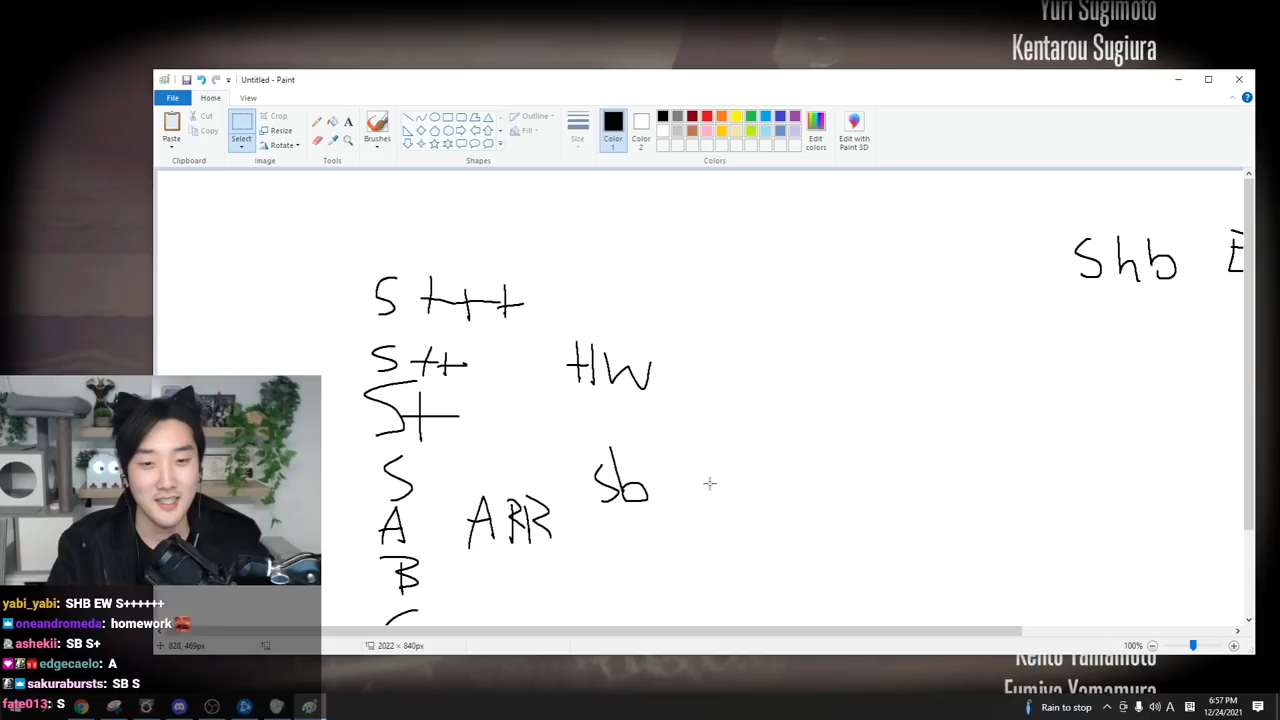 Yuri Sugimoto
Kentarou Sugiura
Untitled - Paint
File Home View
Paste
Cut
Copy
Clipboard
Select
Crop
Resize
Rotate
Image
Tools
Brushes
Shapes
Outline
Fill
Size
Color 1
Color 2
Colors
Edit colors
Edit with Paint 3D
Shb E
S +++
S ++ HW
S+
S sb
A ARR
B
yabi_yabi: SHB EW S++++++
oneandromeda: homework
ashekii: SB S+
edgecaelo: A
sakurabursts: SB S
fate013: S
828, 469px
2022 × 840px
100%
Kento Yamamoto
Fumiya Yamamura
Rain to stop
A
6:57 PM
12/24/2021